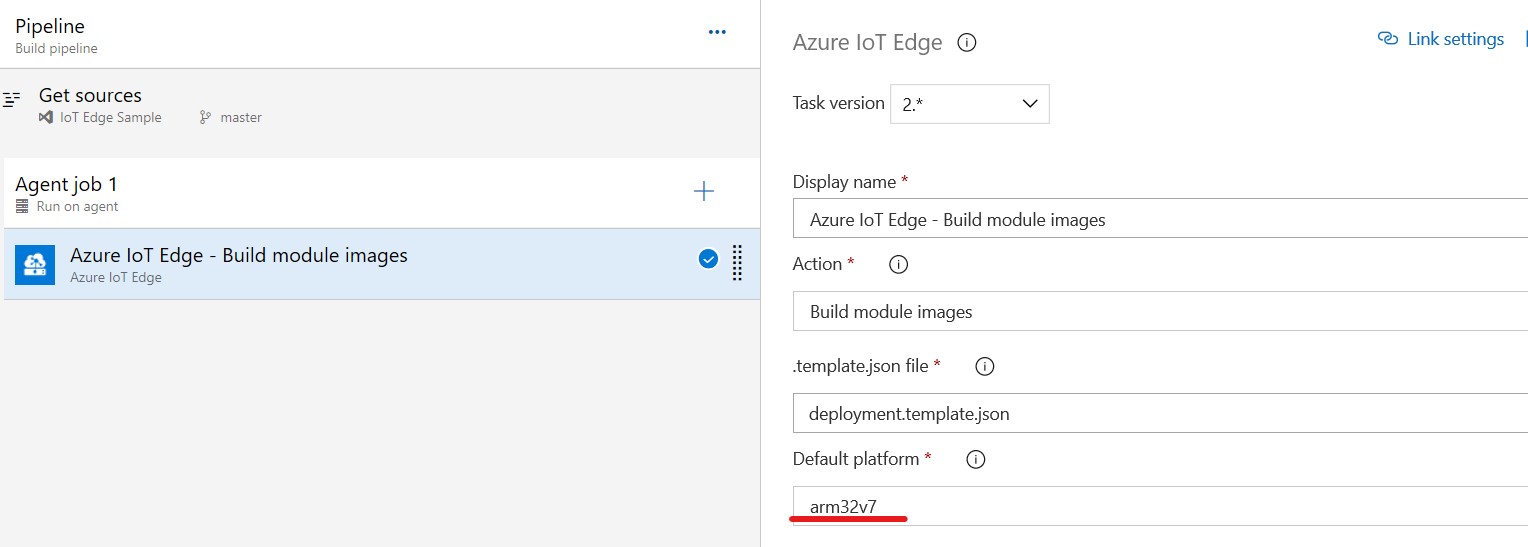 Pipeline
Build pipeline
Get sources
IoT Edge Sample master
Agent job 1
Run on agent
Azure IoT Edge - Build module images
Azure IoT Edge
Azure IoT Edge
Link settings
Task version 2.*
Display name *
Azure IoT Edge - Build module images
Action *
Build module images
.template.json file *
deployment.template.json
Default platform *
arm32v7